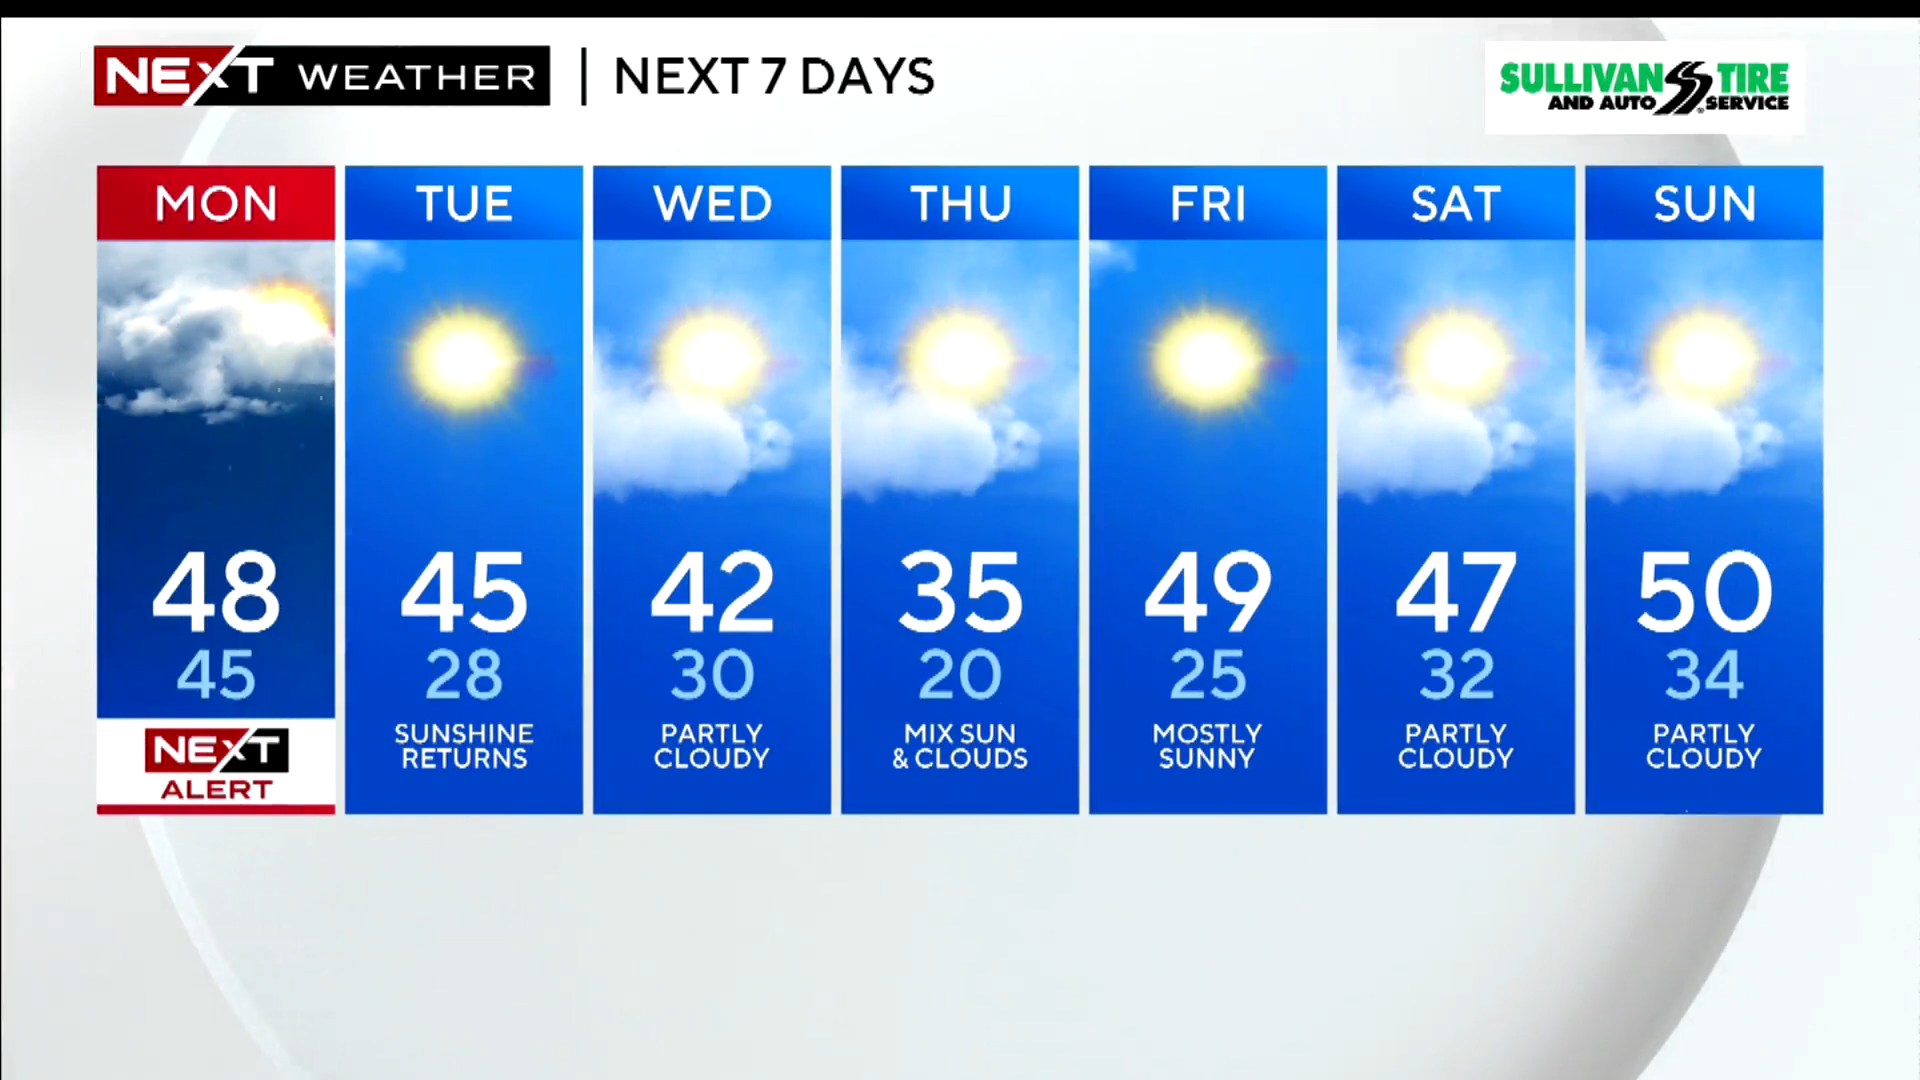 NEXT WEATHER | NEXT 7 DAYS
SULLIVAN TIRE
AND AUTO SERVICE
MON TUE WED THU FRI SAT SUN
48 45 42 35 49 47 50
45 28 30 20 25 32 34
SUNSHINE PARTLY MIX SUN MOSTLY PARTLY PARTLY
RETURNS CLOUDY & CLOUDS SUNNY CLOUDY CLOUDY
NEXT
ALERT